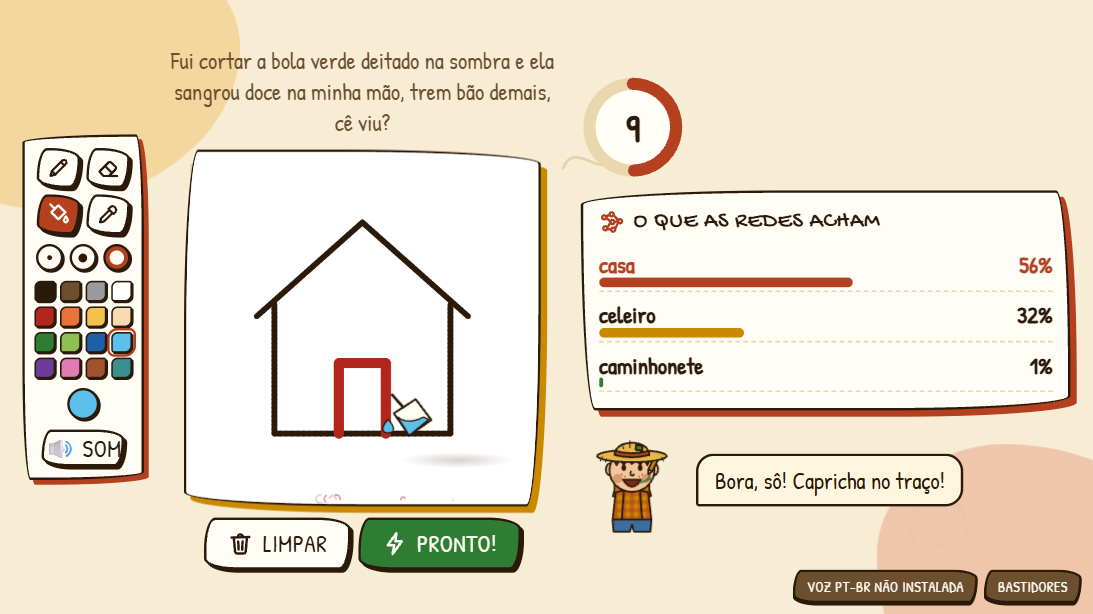 Fui cortar a bola verde deitado na sombra e ela
sangrou doce na minha mão, trem bão demais,
cê viu?
9
O QUE AS REDES ACHAM
casa 56%
celeiro 32%
caminhonete 1%
SOM
Bora, sô! Capricha no traço!
LIMPAR
PRONTO!
VOZ PT-BR NÃO INSTALADA
BASTIDORES